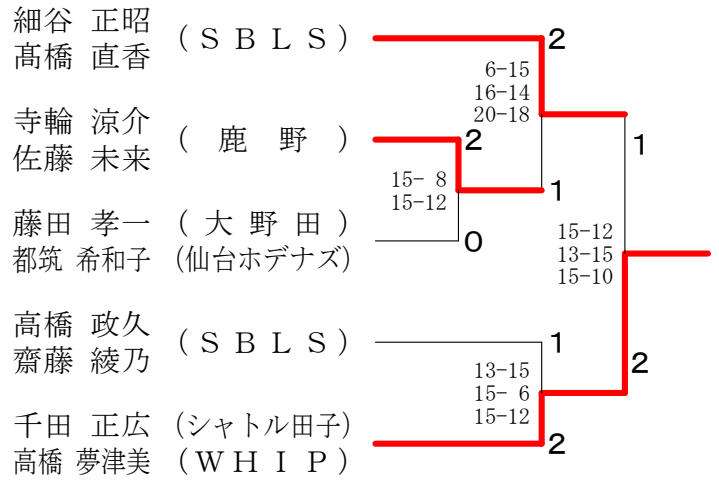 細谷 正昭
髙橋 直香
(ＳＢＬＳ)
2
6-15
16-14
20-18
寺輪 涼介
佐藤 未来
(鹿野)
2
1
1
15- 8
15-12
藤田 孝一 (大野田)
都筑 希和子 (仙台ホデナズ)
0
15-12
13-15
15-10
高橋 政久
齋藤 綾乃
(ＳＢＬＳ)
1
2
13-15
15- 6
15-12
千田 正広 (シャトル田子)
高橋 夢津美 (ＷＨＩＰ)
2